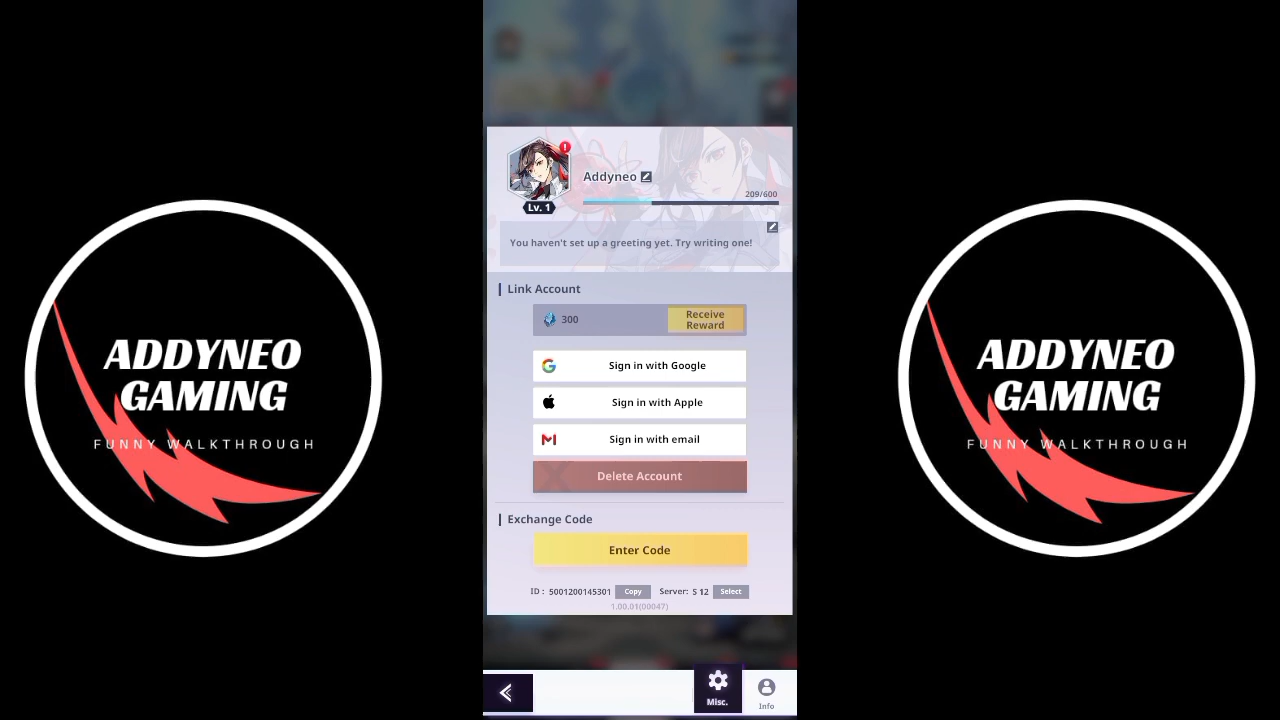 ADDYNEO
GAMING
FUNNY WALKTHROUGH
Lv. 1
Addyneo
209/600
You haven't set up a greeting yet. Try writing one!
Link Account
300
Receive
Reward
Sign in with Google
Sign in with Apple
Sign in with email
Delete Account
Exchange Code
Enter Code
ID : 5001200145301 Copy Server: S 12 Select
1.00.01(00047)
Misc.
Info
ADDYNEO
GAMING
FUNNY WALKTHROUGH